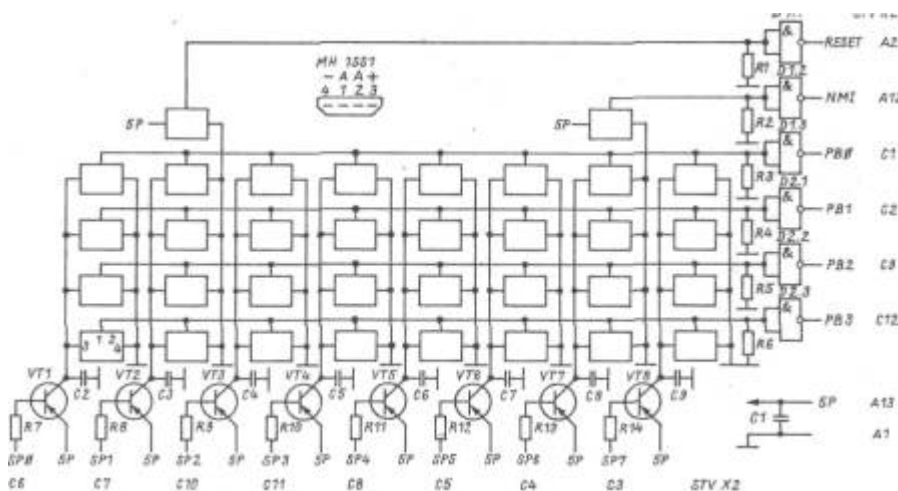 RESET A2
MH 1SS1
- A A +
4 1 2 3
R1
D1.2
5P
5P
NMI A12
R2
D1.3
PBØ C1
R3
D2.1
PB1 C2
R4
D2.2
PB2 C9
R5
D2.3
PB3 C12
3 1 2 4
R6
VT1 C2 VT2 C3 VT3 C4 VT4 C5 VT5 C6 VT6 C7 VT7 C8 VT8 C9
R7 R8 R9 R10 R11 R12 R13 R14
C1
5P A13
A1
SPØ 5P SP1 5P SP2 5P SP3 5P SP4 5P SP5 5P SP6 5P SP7 5P
C6 C7 C10 C11 C8 C5 C4 C3 STV X2